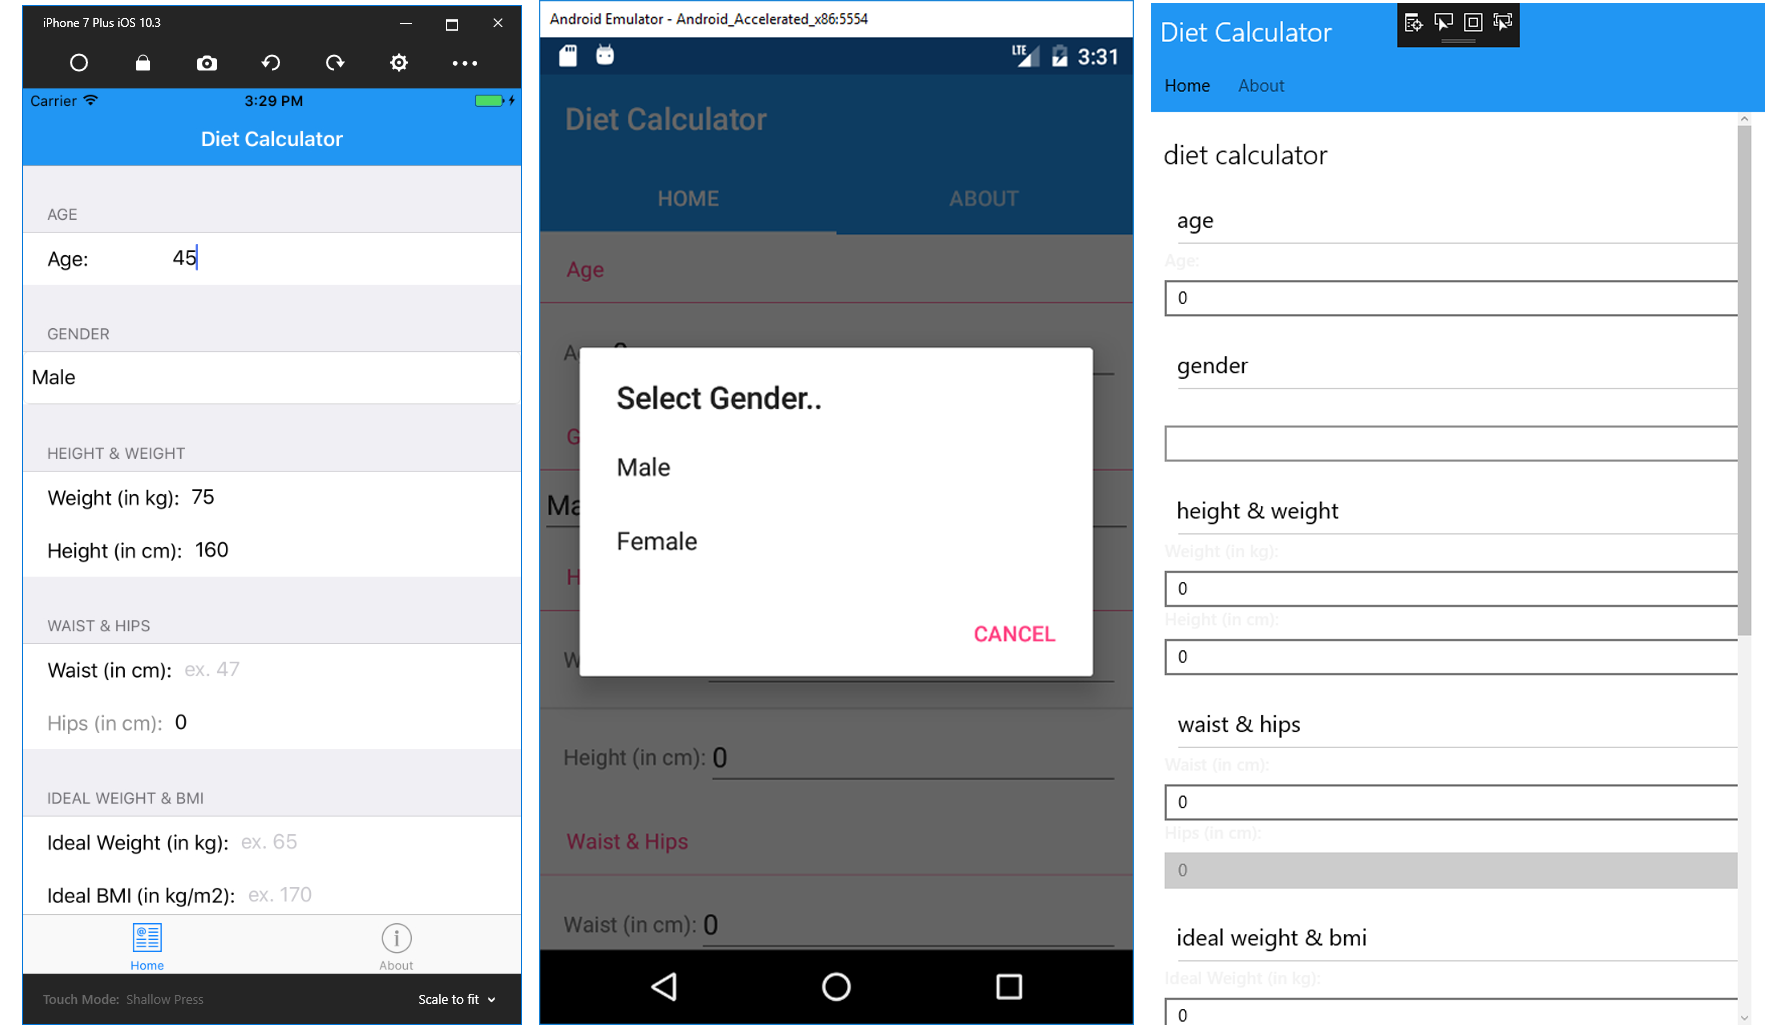 iPhone 7 Plus iOS 10.3
Carrier
3:29 PM
Diet Calculator
AGE
Age: 45
GENDER
Male
HEIGHT & WEIGHT
Weight (in kg): 75
Height (in cm): 160
WAIST & HIPS
Waist (in cm): ex. 47
Hips (in cm): 0
IDEAL WEIGHT & BMI
Ideal Weight (in kg): ex. 65
Ideal BMI (in kg/m2): ex. 170
Home
About
Touch Mode: Shallow Press
Scale to fit
Android Emulator - Android_Accelerated_x86:5554
LTE
3:31
Diet Calculator
HOME
ABOUT
Age
A
G
Select Gender..
Male
Female
CANCEL
Ma
H
W
Height (in cm): 0
Waist & Hips
Waist (in cm): 0
Diet Calculator
Home
About
diet calculator
age
Age:
0
gender
height & weight
Weight (in kg):
0
Height (in cm):
0
waist & hips
Waist (in cm):
0
Hips (in cm):
0
ideal weight & bmi
Ideal Weight (in kg):
0